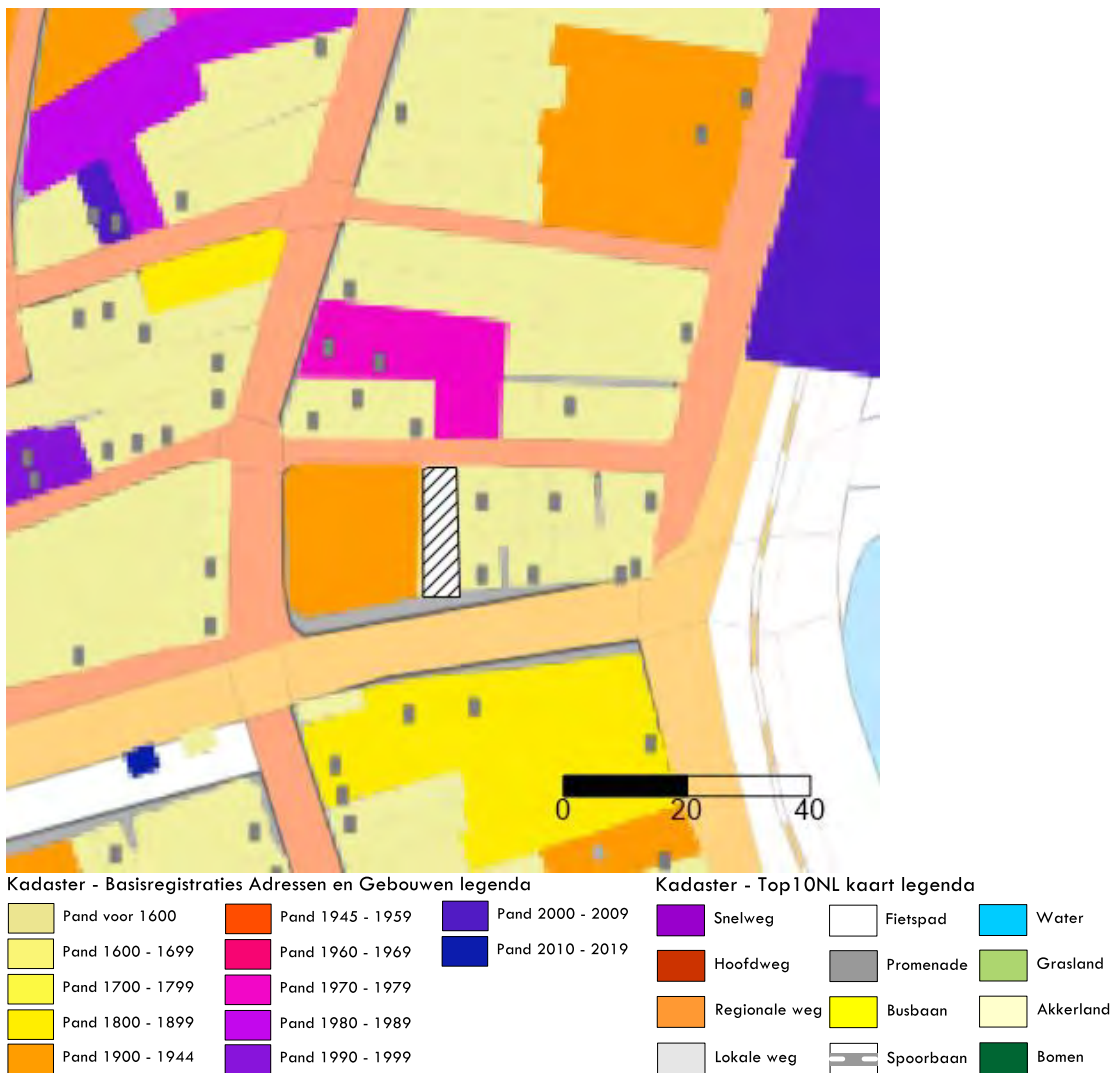 0 20 40
Kadaster - Basisregistraties Adressen en Gebouwen legenda
Pand voor 1600
Pand 1600 - 1699
Pand 1700 - 1799
Pand 1800 - 1899
Pand 1900 - 1944
Pand 1945 - 1959
Pand 1960 - 1969
Pand 1970 - 1979
Pand 1980 - 1989
Pand 1990 - 1999
Pand 2000 - 2009
Pand 2010 - 2019
Kadaster - Top10NL kaart legenda
Snelweg
Hoofdweg
Regionale weg
Lokale weg
Fietspad
Promenade
Busbaan
Spoorbaan
Water
Grasland
Akkerland
Bomen